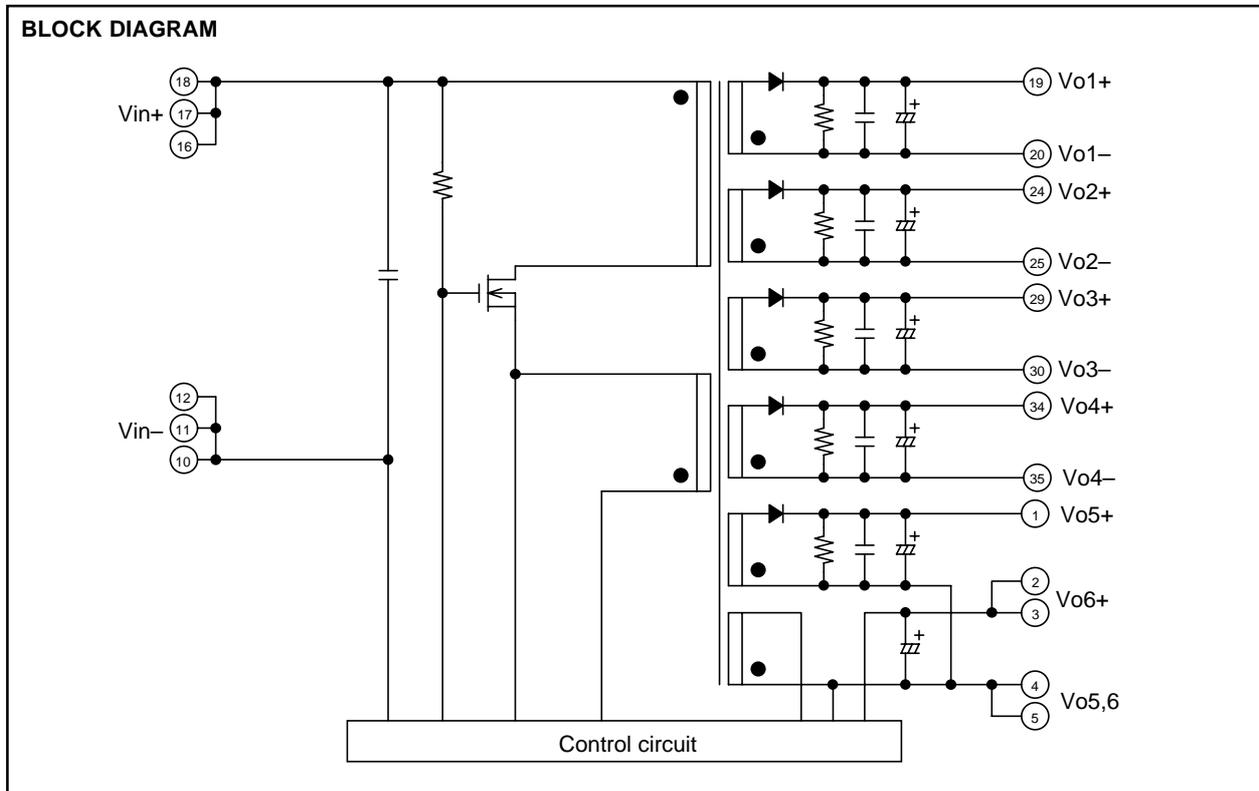 BLOCK DIAGRAM
18
Vin+ 17
16
12
Vin– 11
10
19 Vo1+
+
20 Vo1–
24 Vo2+
+
25 Vo2–
29 Vo3+
+
30 Vo3–
34 Vo4+
+
35 Vo4–
1 Vo5+
+
2
Vo6+
3
+
4
Vo5,6
5
Control circuit